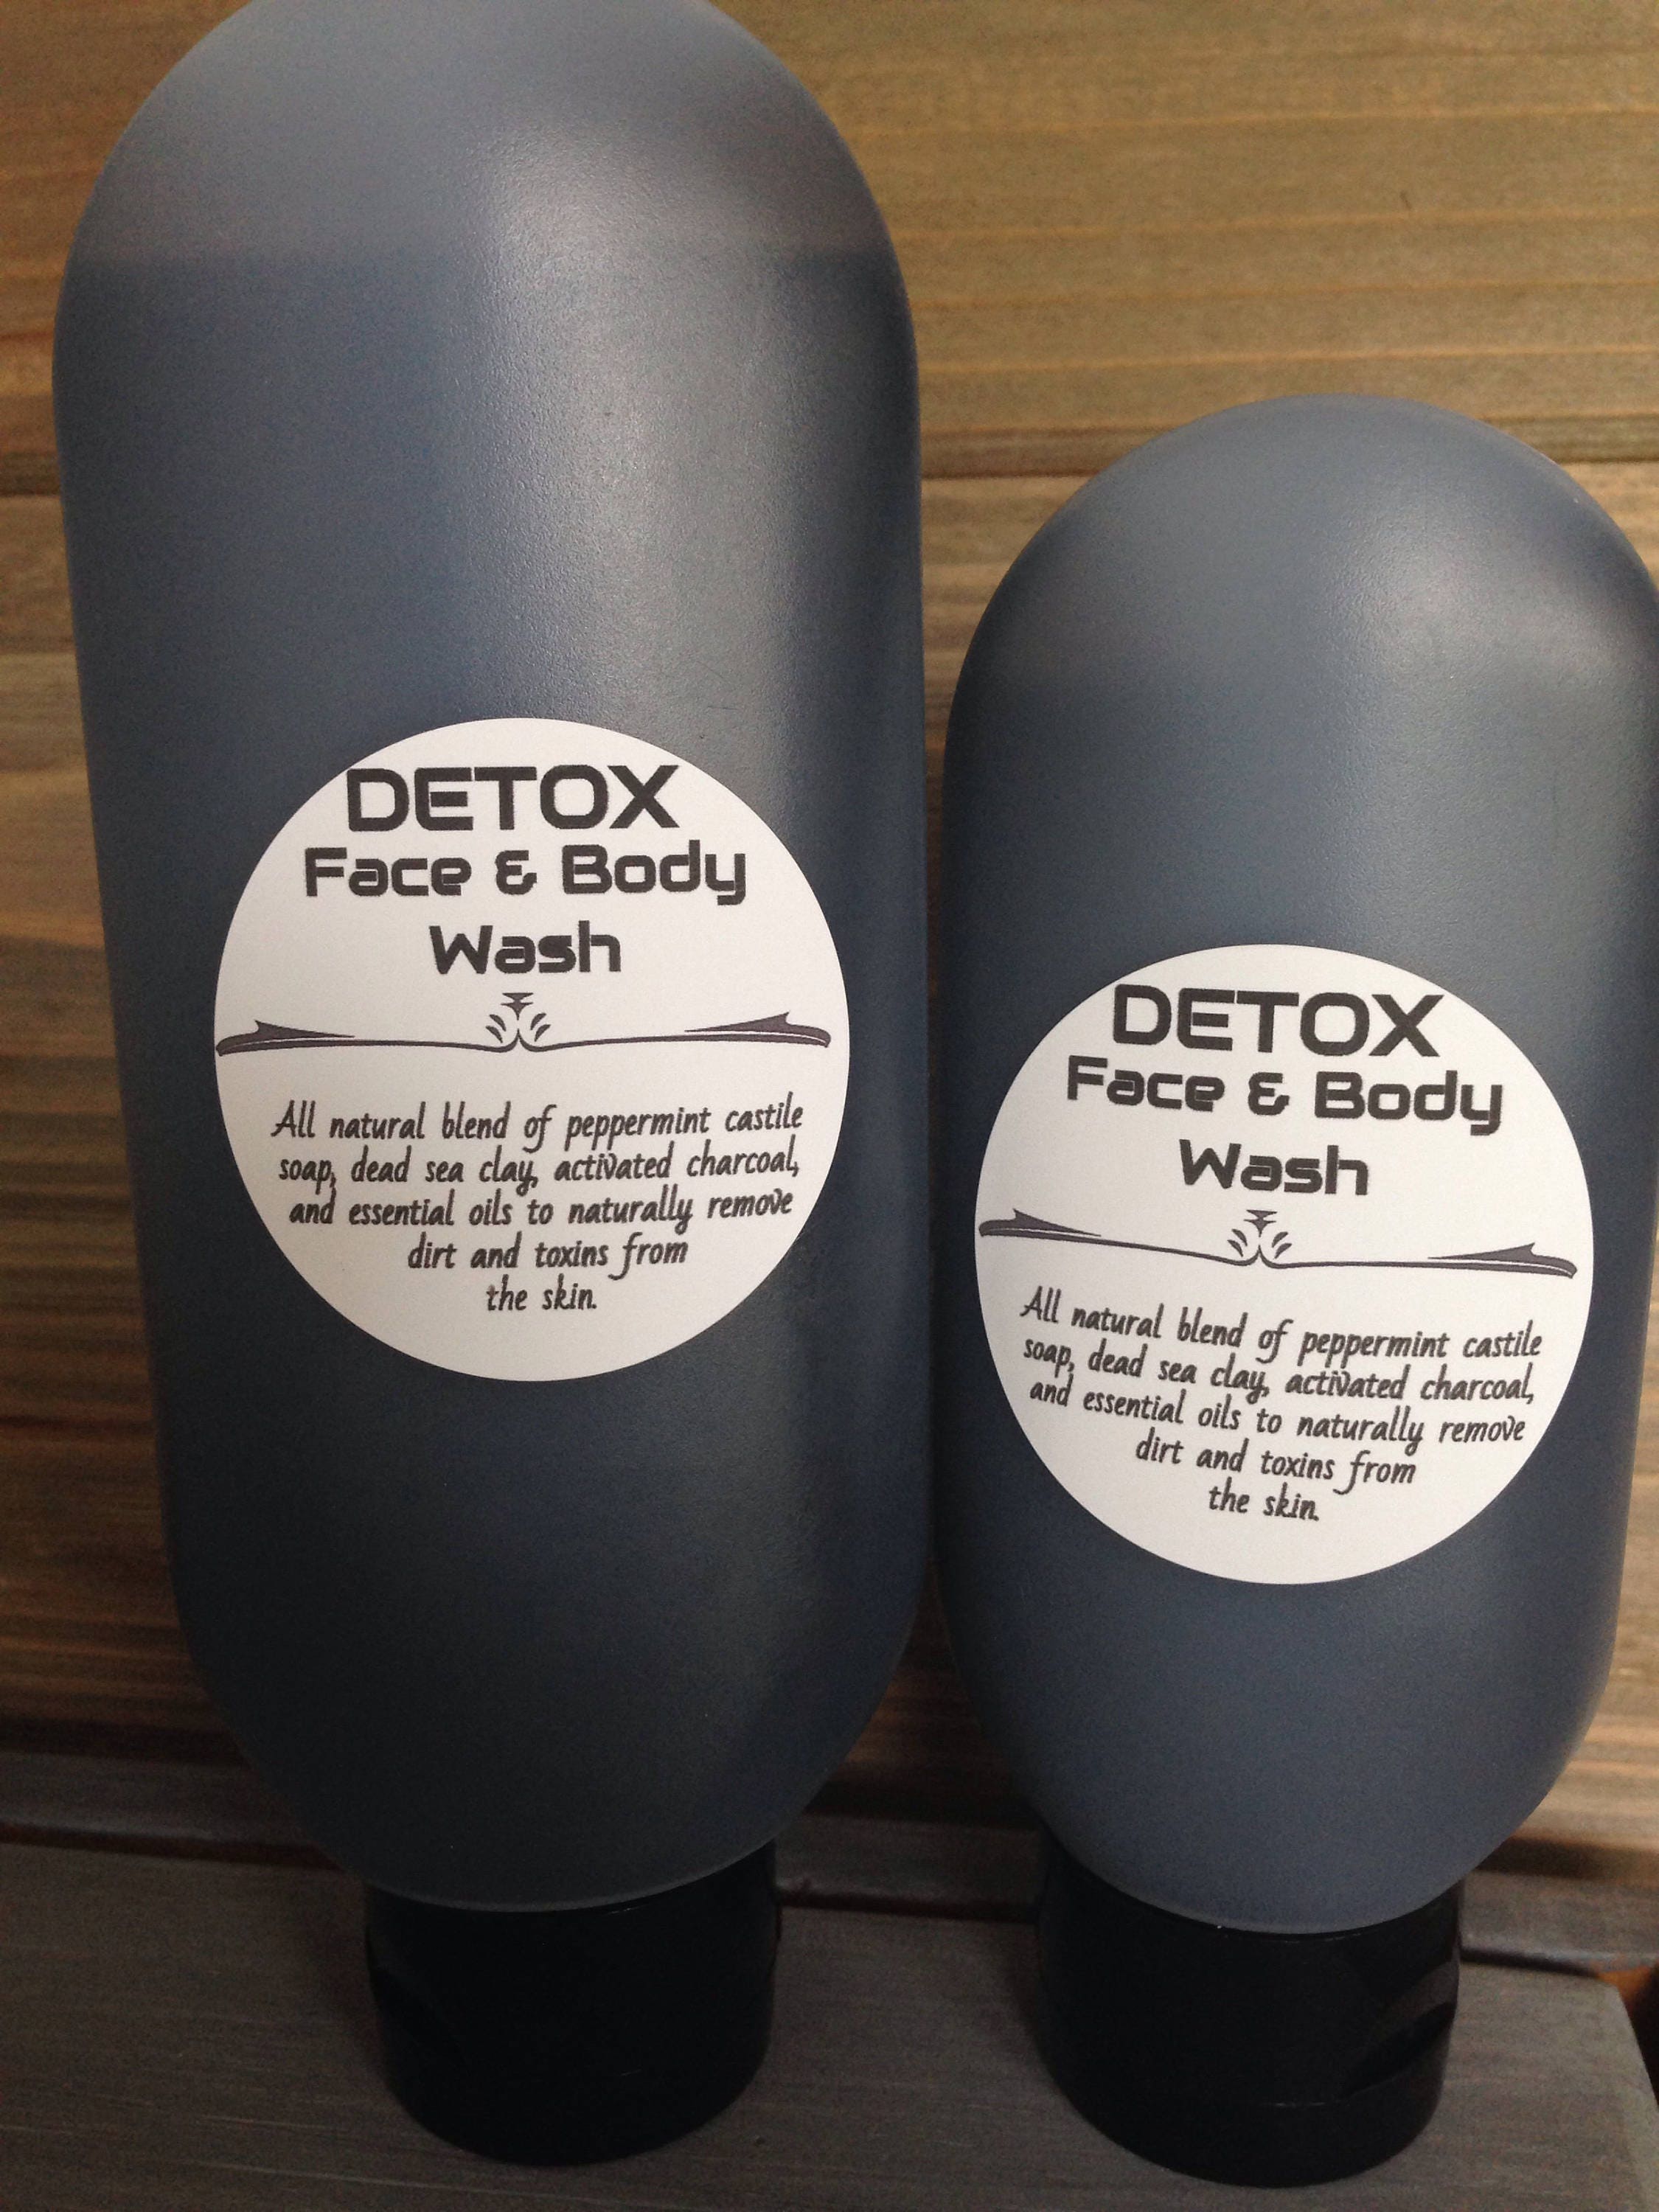 DETOX
Face & Body
Wash
All natural blend of peppermint castile
soap, dead sea clay, activated charcoal,
and essential oils to naturally remove
dirt and toxins from
the skin.
DETOX
Face & Body
Wash
All natural blend of peppermint castile
soap, dead sea clay, activated charcoal,
and essential oils to naturally remove
dirt and toxins from
the skin.